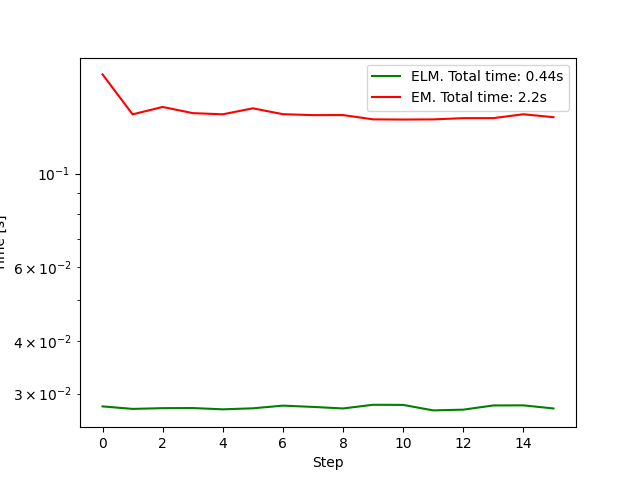 ELM. Total time: 0.44s
EM. Total time: 2.2s
10⁻¹
6 × 10⁻²
4 × 10⁻²
3 × 10⁻²
0 2 4 6 8 10 12 14
Step